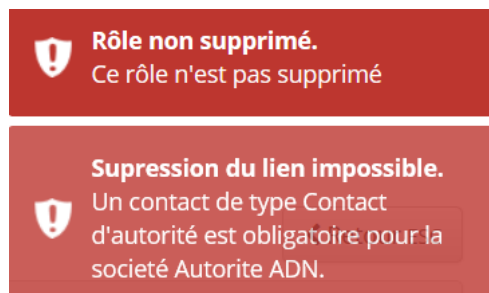 Rôle non supprimé.
Ce rôle n'est pas supprimé
Supression du lien impossible.
Un contact de type Contact
d'autorité est obligatoire pour la
societé Autorite ADN.